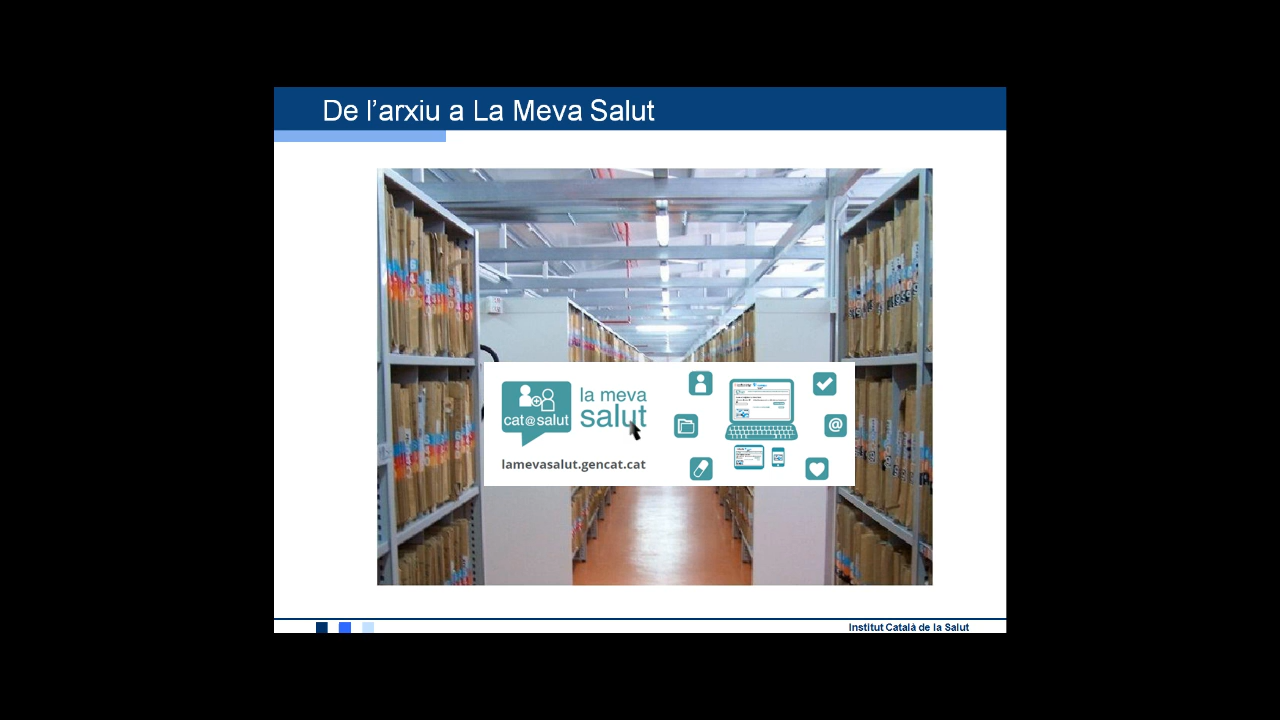 De l'arxiu a La Meva Salut
cat@salut
la meva
salut
lamevasalut.gencat.cat
@
Institut Català de la Salut